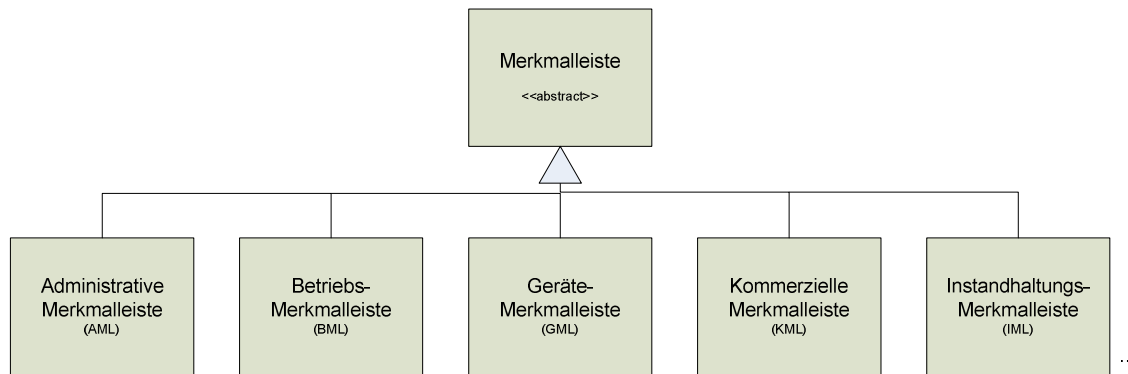 Merkmalleiste
<<abstract>>
Administrative
Merkmalleiste
(AML)
Betriebs-
Merkmalleiste
(BML)
Geräte-
Merkmalleiste
(GML)
Kommerzielle
Merkmalleiste
(KML)
Instandhaltungs-
Merkmalleiste
(IML)
..